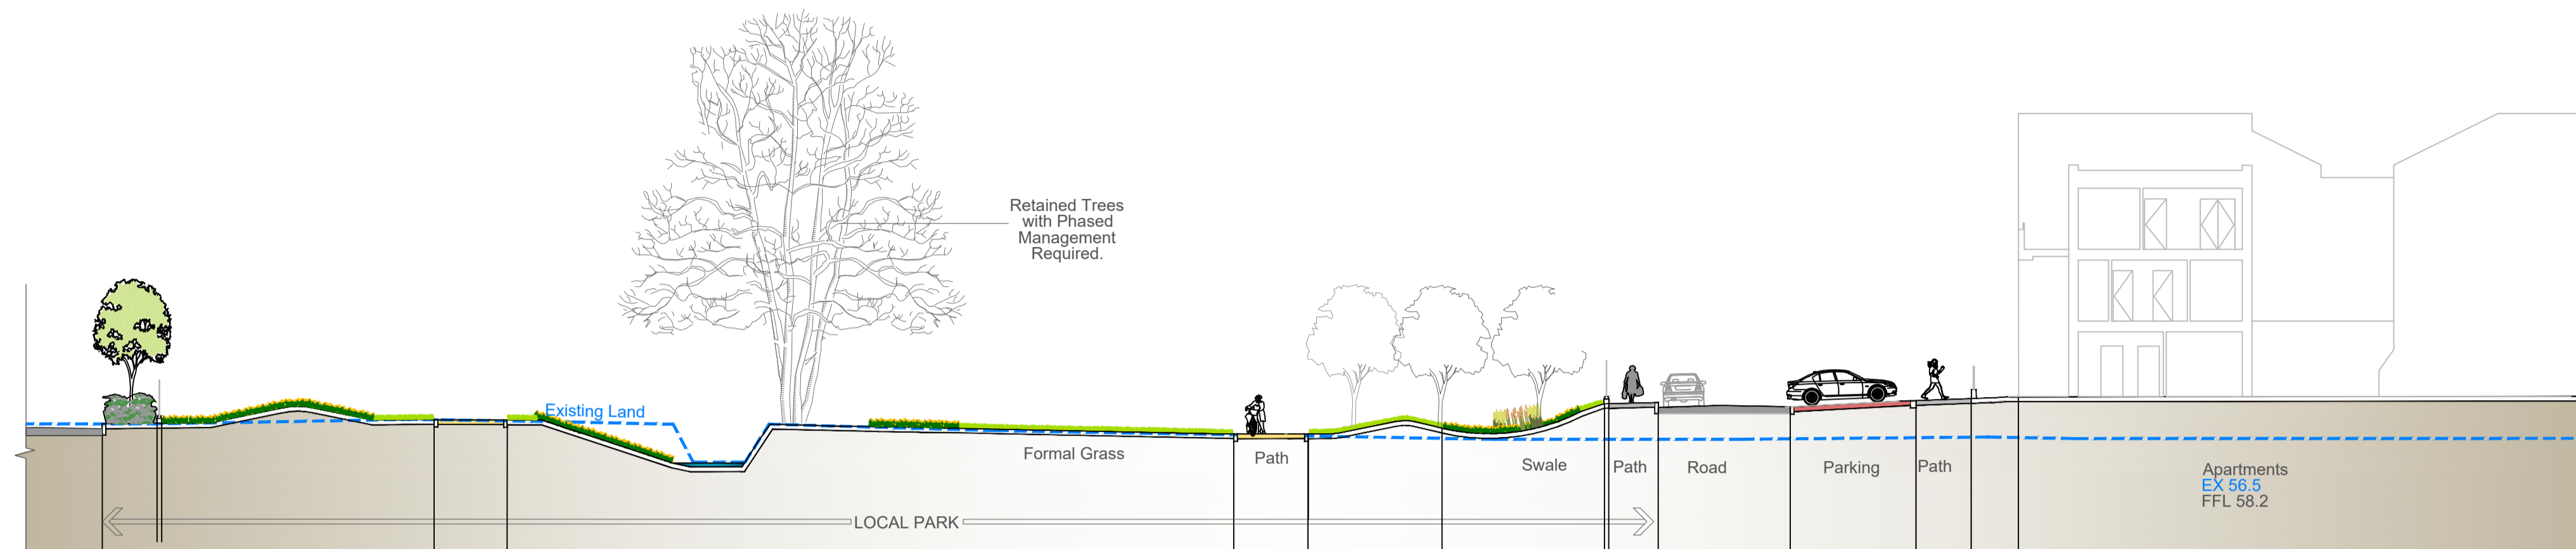 Retained Trees
with Phased
Management
Required.
Existing Land
Formal Grass
Path
Swale
Path
Road
Parking
Path
Apartments
EX 56.5
FFL 58.2
LOCAL PARK